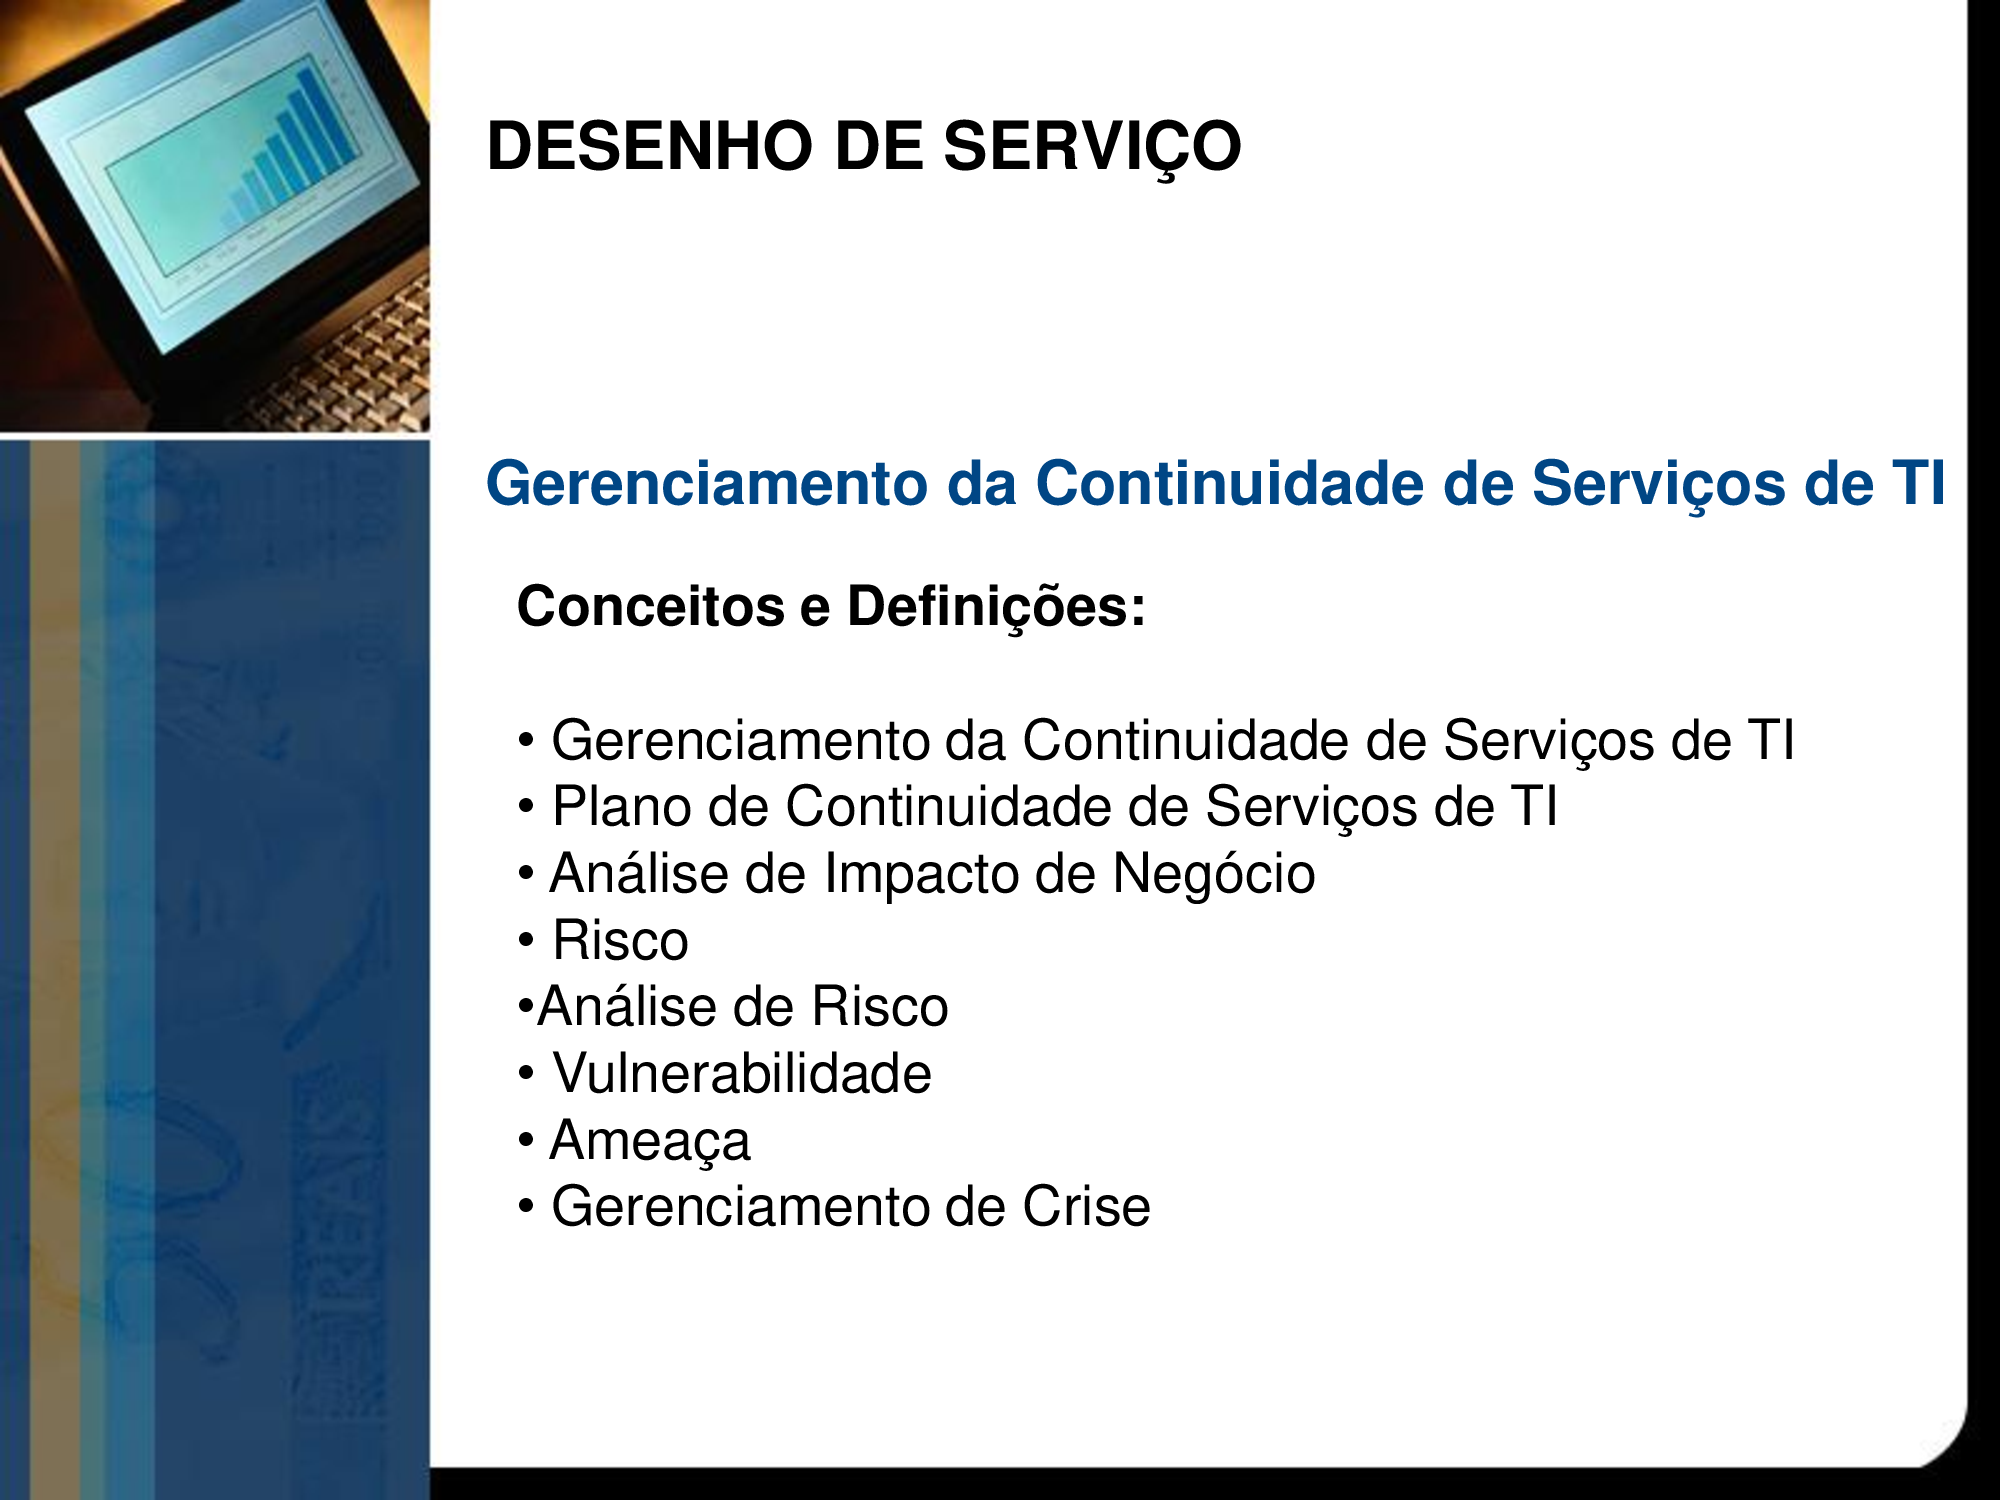 DESENHO DE SERVIÇO
Gerenciamento da Continuidade de Serviços de TI
Conceitos e Definições:
• Gerenciamento da Continuidade de Serviços de TI
• Plano de Continuidade de Serviços de TI
• Análise de Impacto de Negócio
• Risco
•Análise de Risco
• Vulnerabilidade
• Ameaça
• Gerenciamento de Crise
REAIS